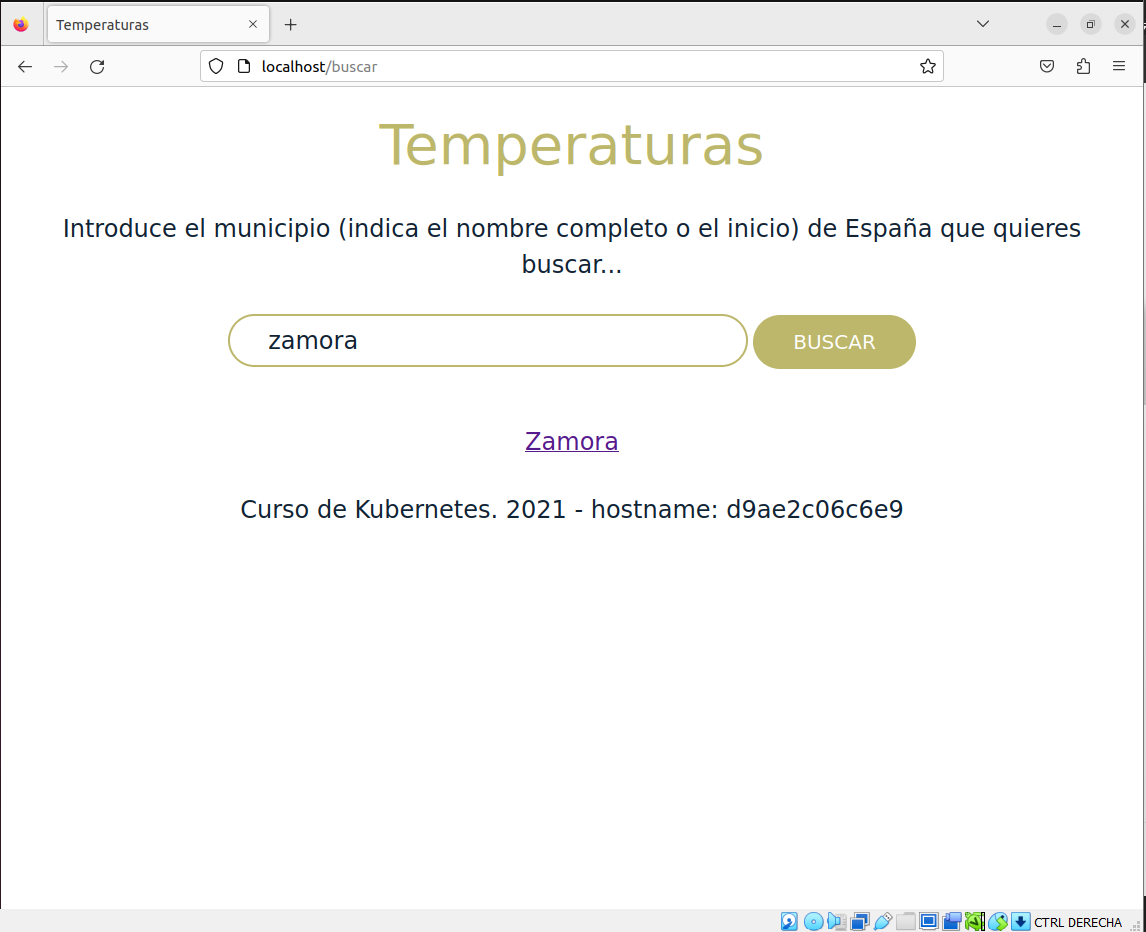 Temperaturas
localhost/buscar
Temperaturas
Introduce el municipio (indica el nombre completo o el inicio) de España que quieres
buscar...
zamora
BUSCAR
Zamora
Curso de Kubernetes. 2021 - hostname: d9ae2c06c6e9
CTRL DERECHA